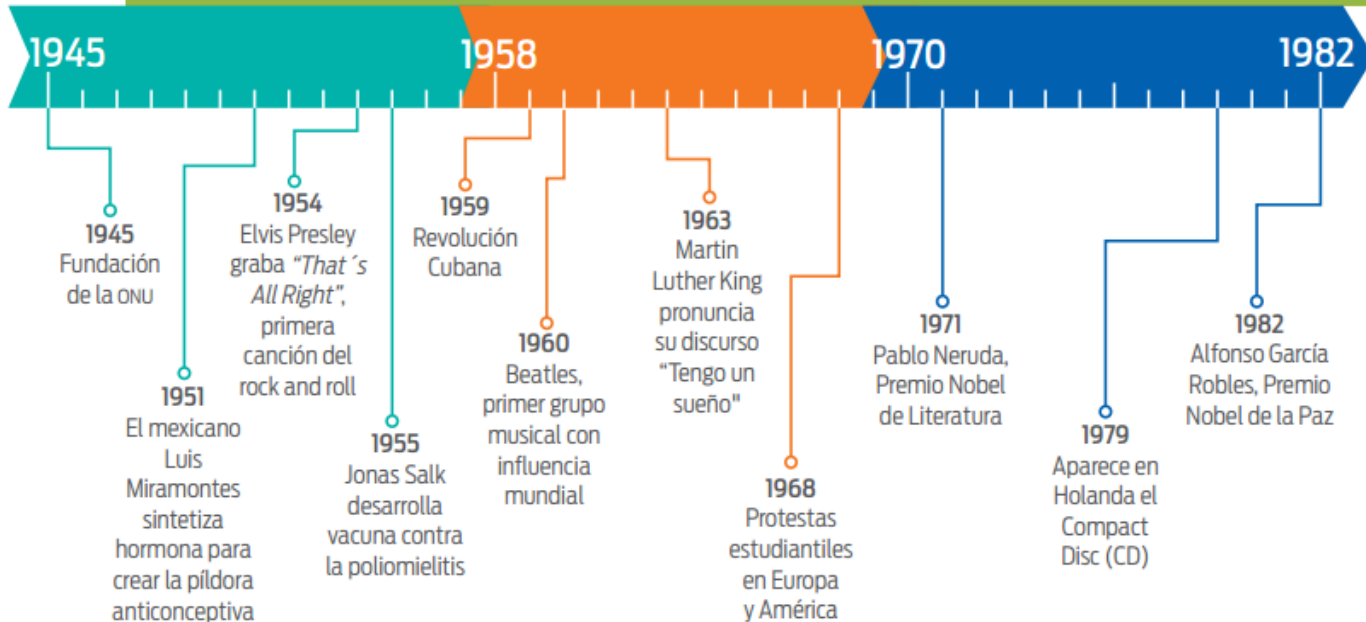 1945
1958
1970
1982
1945
Fundación
de la ONU
1951
El mexicano
Luis
Miramontes
sintetiza
hormona para
crear la píldora
anticonceptiva
1954
Elvis Presley
graba “That´s
All Right”,
primera
canción del
rock and roll
1955
Jonas Salk
desarrolla
vacuna contra
la poliomielitis
1959
Revolución
Cubana
1960
Beatles,
primer grupo
musical con
influencia
mundial
1963
Martin
Luther King
pronuncia
su discurso
“Tengo un
sueño"
1968
Protestas
estudiantiles
en Europa
y América
1971
Pablo Neruda,
Premio Nobel
de Literatura
1979
Aparece en
Holanda el
Compact
Disc (CD)
1982
Alfonso García
Robles, Premio
Nobel de la Paz